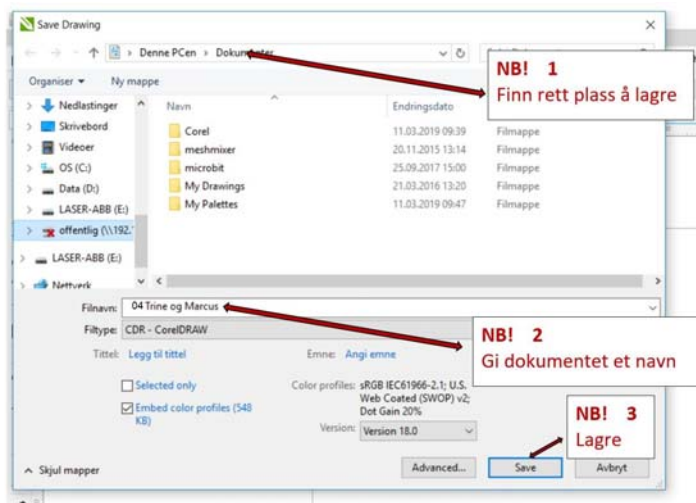 Save Drawing
Denne PCen > Dokumenter
Organiser
Ny mappe
NB! 1
Finn rett plass å lagre
Navn
Endringsdato
Nedlastinger
Skrivebord
Videoer
OS (C:)
Data (D:)
LASER-ABB (E:)
offentlig (\\192.
LASER-ABB (E:)
Nettverk
Corel 11.03.2019 09:39 Filmappe
meshmixer 20.11.2015 13:14 Filmappe
microbit 25.09.2017 15:00 Filmappe
My Drawings 21.03.2016 13:20 Filmappe
My Palettes 11.03.2019 09:47 Filmappe
Filnavn: 04 Trine og Marcus
Filtype: CDR - CorelDRAW
NB! 2
Gi dokumentet et navn
Tittel: Legg til tittel
Emne: Angi emne
Selected only
Embed color profiles (548
KB)
Color profiles: sRGB IEC61966-2.1; U.S.
Web Coated (SWOP) v2;
Dot Gain 20%
Version: Version 18.0
NB! 3
Lagre
Skjul mapper
Advanced...
Save
Avbryt